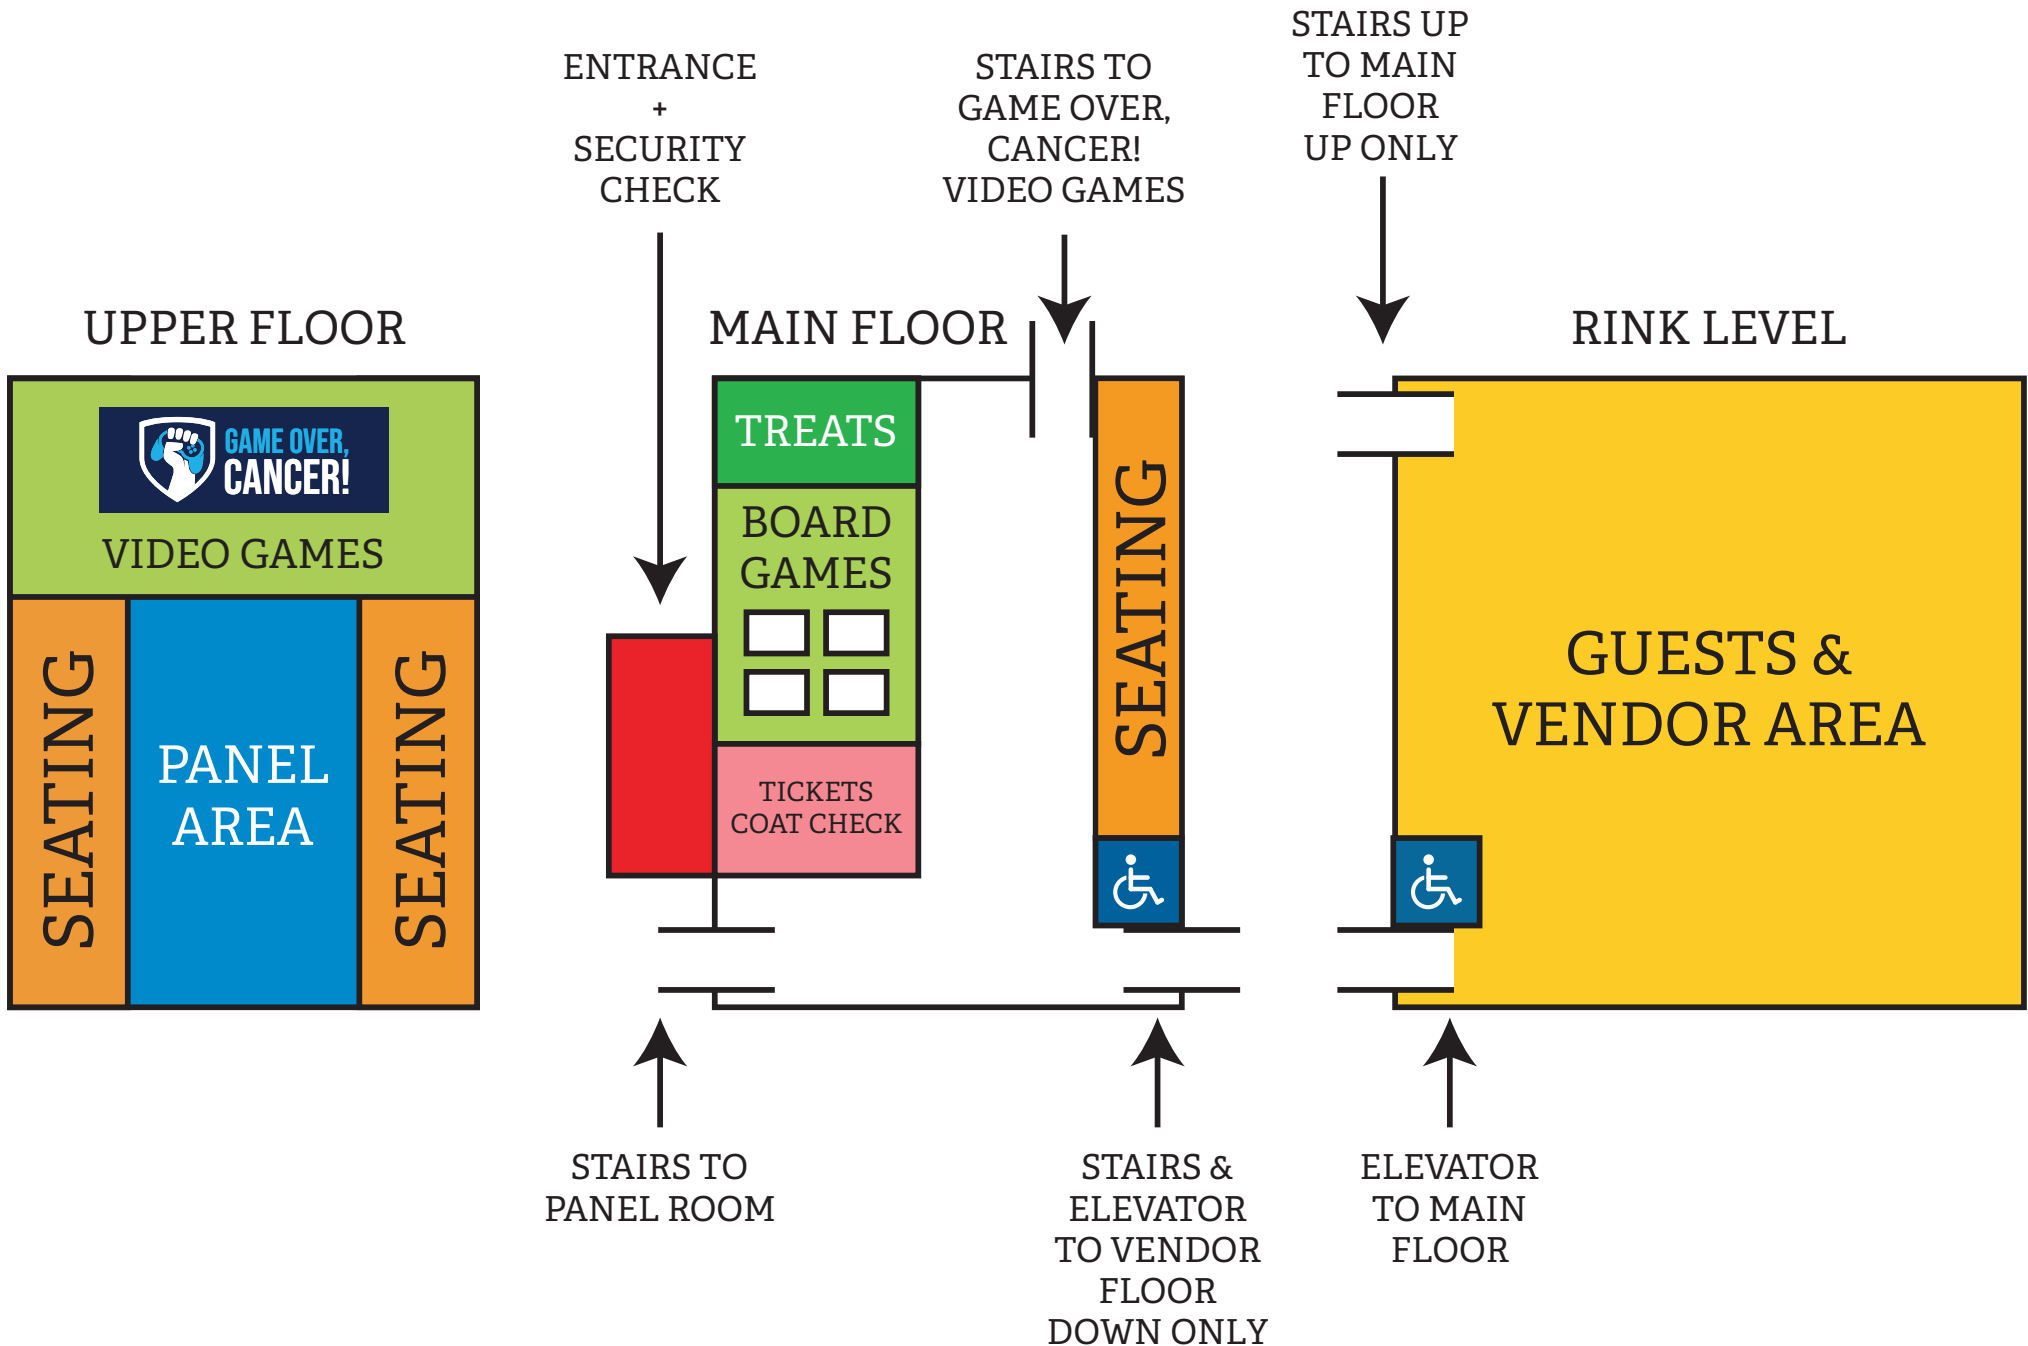 ENTRANCE
+
SECURITY
CHECK
STAIRS TO
GAME OVER,
CANCER!
VIDEO GAMES
STAIRS UP
TO MAIN
FLOOR
UP ONLY
UPPER FLOOR
GAME OVER,
CANCER!
VIDEO GAMES
SEATING
PANEL
AREA
SEATING
MAIN FLOOR
TREATS
BOARD
GAMES
TICKETS
COAT CHECK
SEATING
RINK LEVEL
GUESTS &
VENDOR AREA
STAIRS TO
PANEL ROOM
STAIRS &
ELEVATOR
TO VENDOR
FLOOR
DOWN ONLY
ELEVATOR
TO MAIN
FLOOR